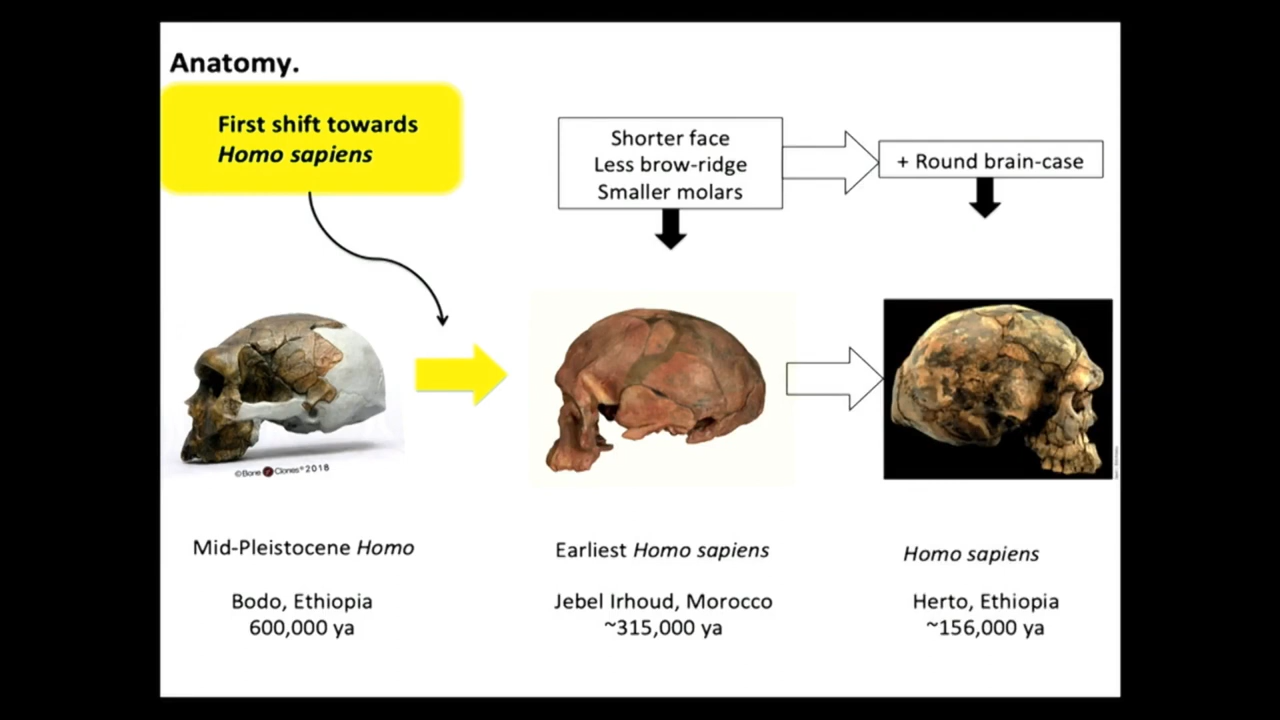 Anatomy.
First shift towards
Homo sapiens
Shorter face
Less brow-ridge
Smaller molars
+ Round brain-case
©Bone Clones® 2018
Mid-Pleistocene Homo
Bodo, Ethiopia
600,000 ya
Earliest Homo sapiens
Jebel Irhoud, Morocco
~315,000 ya
Homo sapiens
Herto, Ethiopia
~156,000 ya